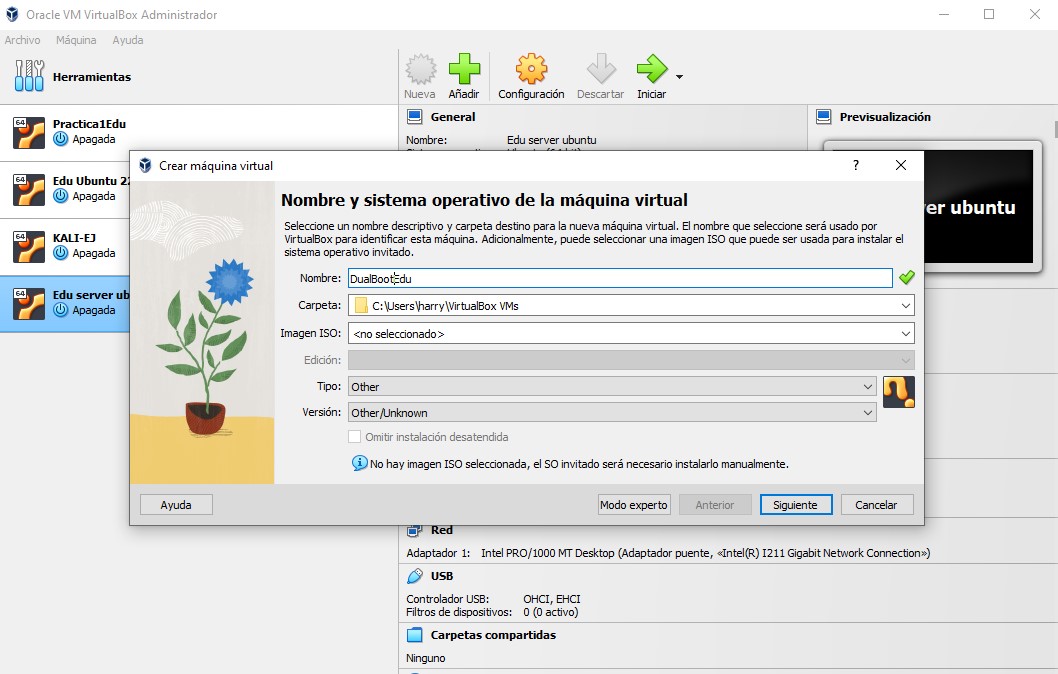 Oracle VM VirtualBox Administrador
Archivo Máquina Ayuda
Herramientas
Nueva Añadir Configuración Descartar Iniciar
64 Practica1Edu
Apagada
64 Edu Ubuntu 22
Apagada
64 KALI-EJ
Apagada
64 Edu server ub
Apagada
General
Nombre: Edu server ubuntu
Previsualización
er ubuntu
Crear máquina virtual
?
Nombre y sistema operativo de la máquina virtual
Seleccione un nombre descriptivo y carpeta destino para la nueva máquina virtual. El nombre que seleccione será usado por
VirtualBox para identificar esta máquina. Adicionalmente, puede seleccionar una imagen ISO que puede ser usada para instalar el
sistema operativo invitado.
Nombre: DualBootEdu
Carpeta: C:\Users\harry\VirtualBox VMs
Imagen ISO: <no seleccionado>
Edición:
Tipo: Other
Versión: Other/Unknown
Omitir instalación desatendida
No hay imagen ISO seleccionada, el SO invitado será necesario instalarlo manualmente.
Ayuda Modo experto Anterior Siguiente Cancelar
Red
Adaptador 1: Intel PRO/1000 MT Desktop (Adaptador puente, «Intel(R) I211 Gigabit Network Connection»)
USB
Controlador USB: OHCI, EHCI
Filtros de dispositivos: 0 (0 activo)
Carpetas compartidas
Ninguno